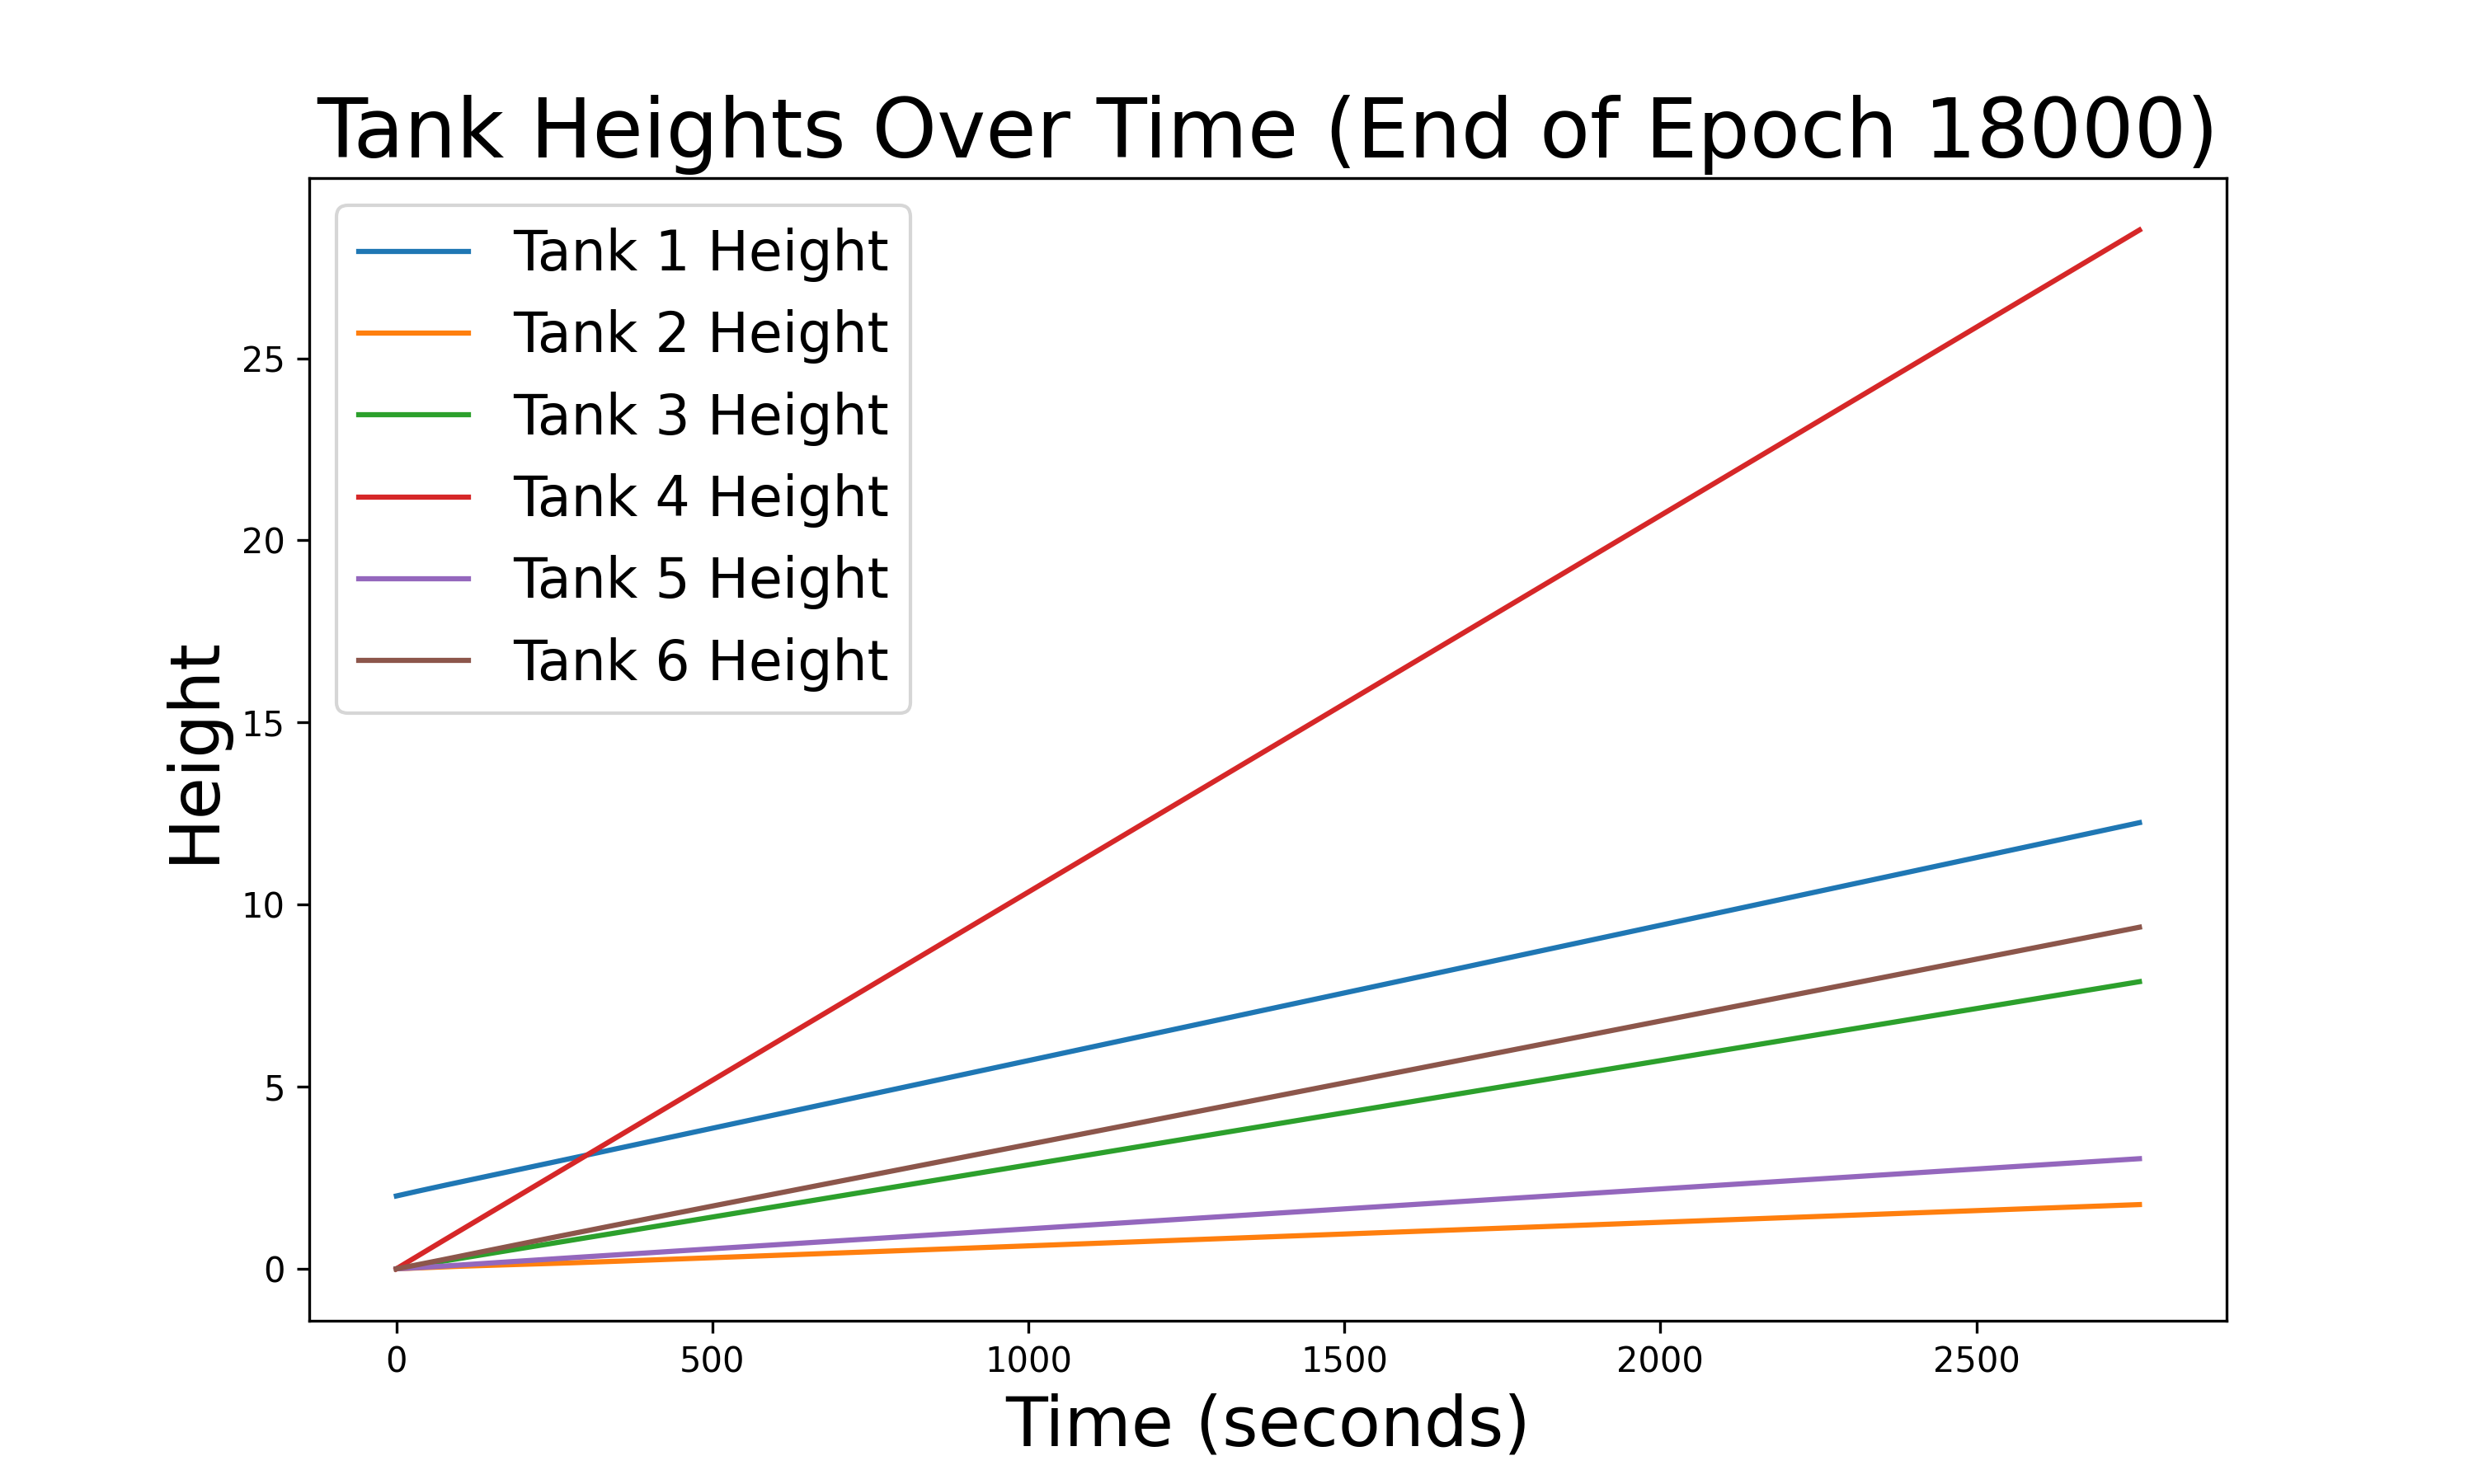 Tank Heights Over Time (End of Epoch 18000)
Tank 1 Height
Tank 2 Height
Tank 3 Height
Tank 4 Height
Tank 5 Height
Tank 6 Height
Height
25
20
15
10
5
0
0 500 1000 1500 2000 2500
Time (seconds)